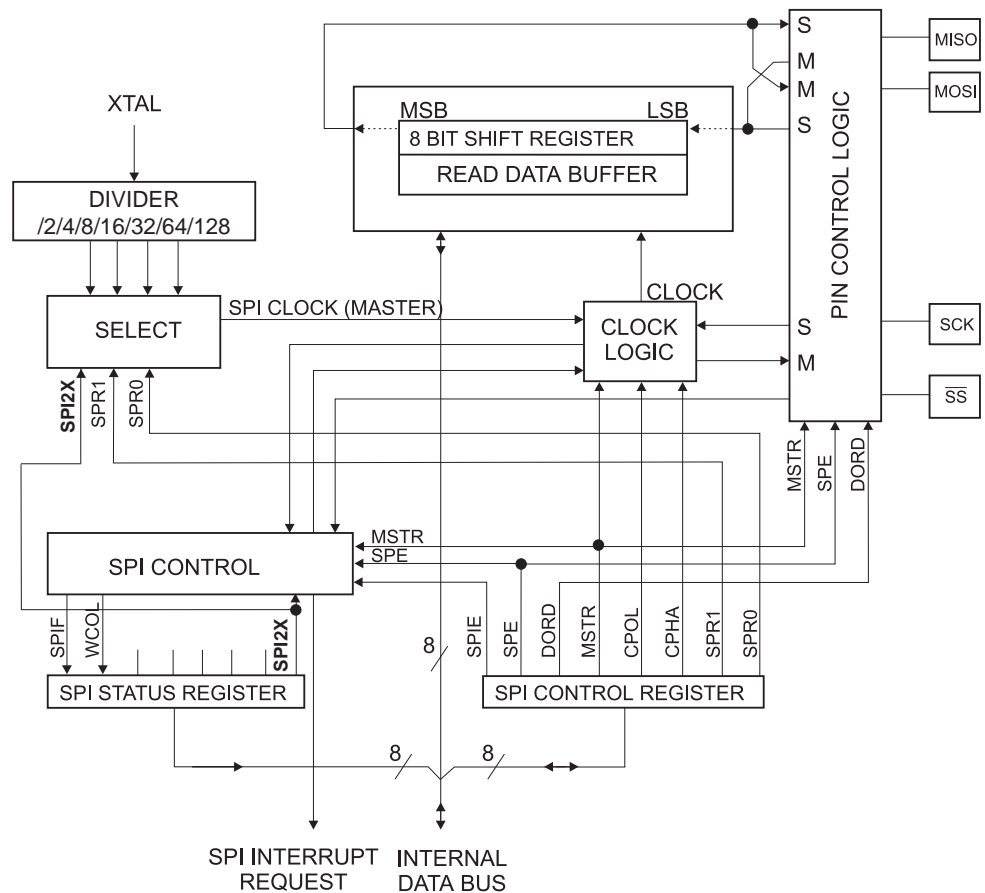 S
MISO
M
XTAL
MSB
LSB
M
MOSI
8 BIT SHIFT REGISTER
S
READ DATA BUFFER
DIVIDER
/2/4/8/16/32/64/128
PIN CONTROL LOGIC
SPI CLOCK (MASTER)
CLOCK
SELECT
CLOCK
LOGIC
S
SCK
M
SPI2X
SPR1
SPR0
SS
MSTR
SPE
DORD
MSTR
SPE
SPI CONTROL
SPIF
WCOL
SPI2X
8
SPIE
SPE
DORD
MSTR
CPOL
CPHA
SPR1
SPR0
SPI STATUS REGISTER
SPI CONTROL REGISTER
8
8
SPI INTERRUPT
REQUEST
INTERNAL
DATA BUS